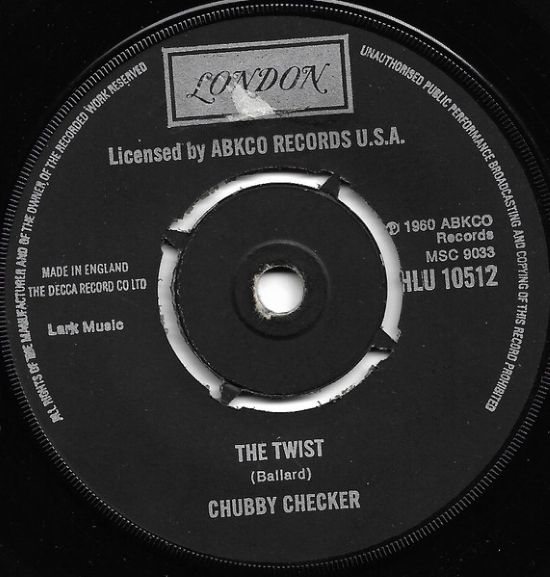 LONDON
Licensed by ABKCO RECORDS U.S.A.
ALL RIGHTS OF THE MANUFACTURER AND OF THE OWNER OF THE RECORDED WORK RESERVED
UNAUTHORISED PUBLIC PERFORMANCE BROADCASTING AND COPYING OF THIS RECORD PROHIBITED
MADE IN ENGLAND
THE DECCA RECORD CO LTD
Lark Music
℗ 1960 ABKCO
Records
MSC 9033
HLU 10512
THE TWIST
(Ballard)
CHUBBY CHECKER